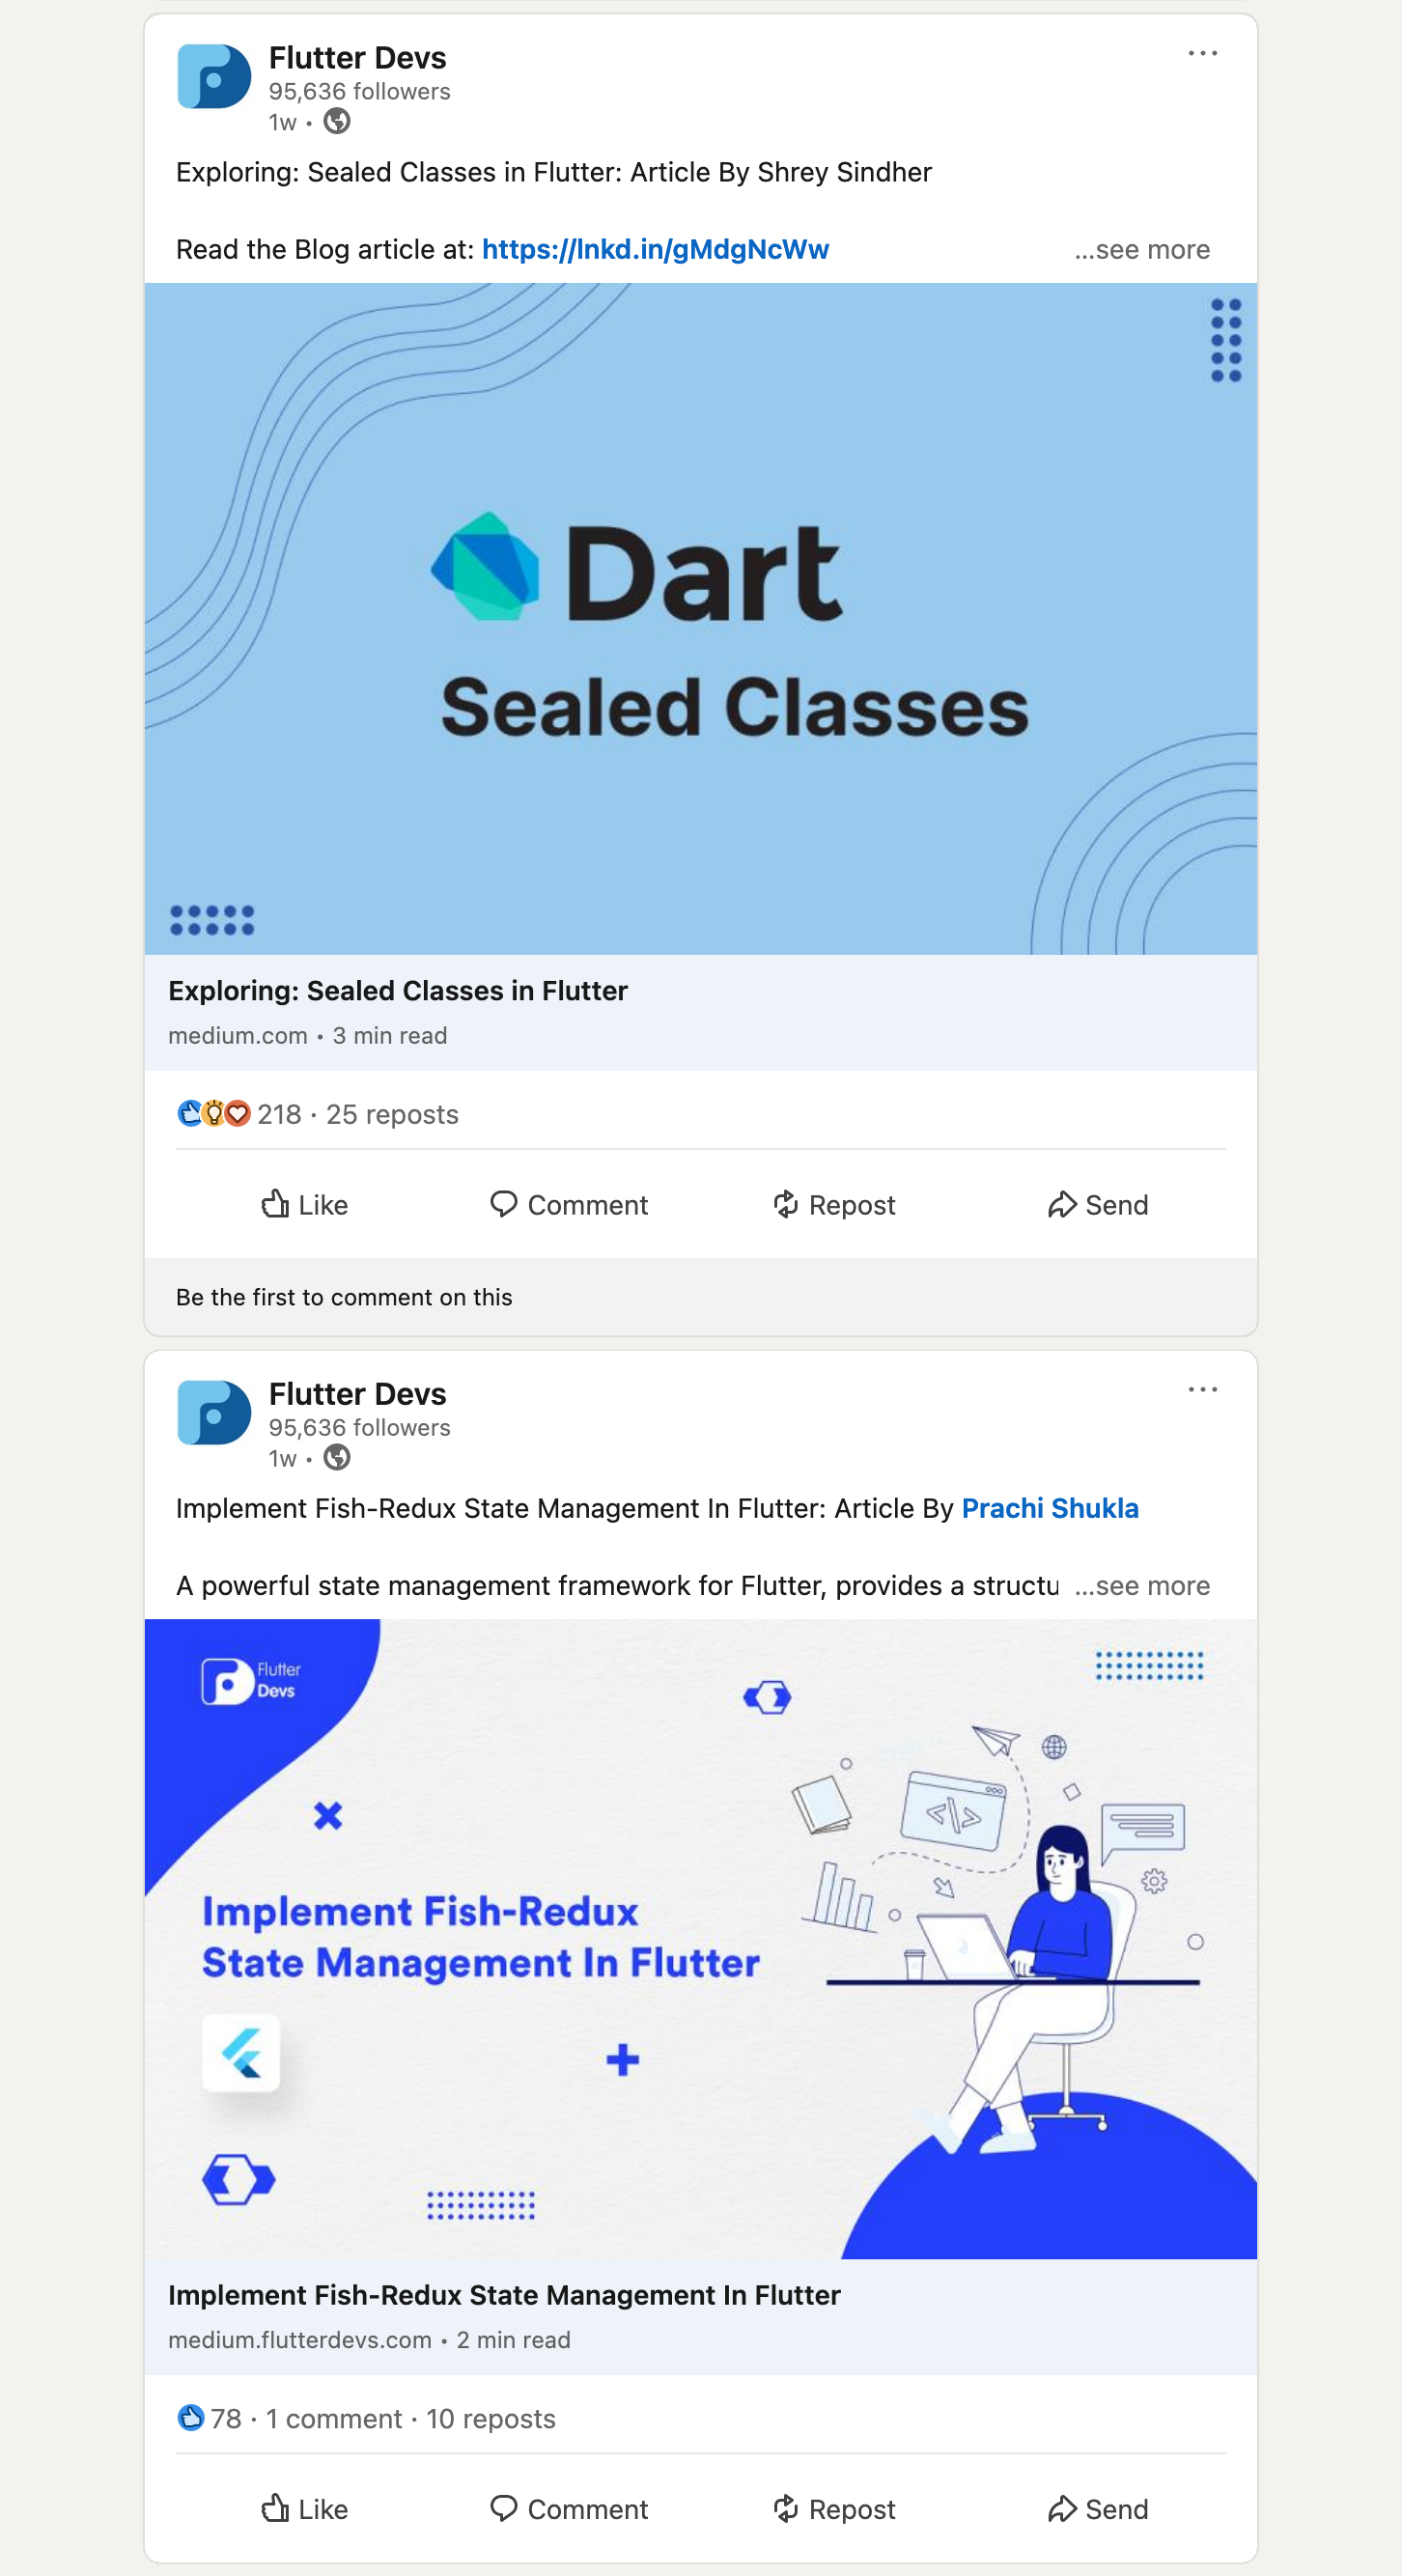 Flutter Devs
95,636 followers
1w •
Exploring: Sealed Classes in Flutter: Article By Shrey Sindher
Read the Blog article at: https://lnkd.in/gMdgNcWw ...see more
Dart
Sealed Classes
Exploring: Sealed Classes in Flutter
medium.com • 3 min read
218 · 25 reposts
Like Comment Repost Send
Be the first to comment on this
Flutter Devs
95,636 followers
1w •
Implement Fish-Redux State Management In Flutter: Article By Prachi Shukla
A powerful state management framework for Flutter, provides a structu ...see more
Flutter
Devs
Implement Fish-Redux
State Management In Flutter
Implement Fish-Redux State Management In Flutter
medium.flutterdevs.com • 2 min read
78 · 1 comment · 10 reposts
Like Comment Repost Send